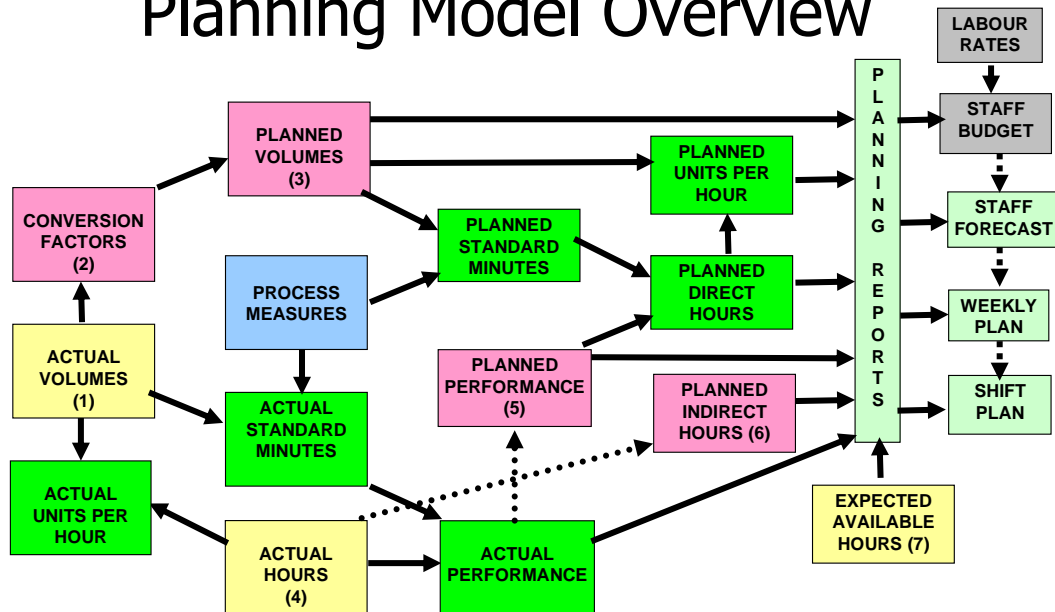 Planning Model Overview
LABOUR
RATES
STAFF
BUDGET
STAFF
FORECAST
WEEKLY
PLAN
SHIFT
PLAN
P
L
A
N
N
I
N
G
R
E
P
O
R
T
S
PLANNED
VOLUMES
(3)
PLANNED
UNITS PER
HOUR
CONVERSION
FACTORS
(2)
PLANNED
STANDARD
MINUTES
PROCESS
MEASURES
PLANNED
DIRECT
HOURS
ACTUAL
VOLUMES
(1)
PLANNED
PERFORMANCE
(5)
PLANNED
INDIRECT
HOURS (6)
ACTUAL
STANDARD
MINUTES
ACTUAL
UNITS PER
HOUR
EXPECTED
AVAILABLE
HOURS (7)
ACTUAL
HOURS
(4)
ACTUAL
PERFORMANCE